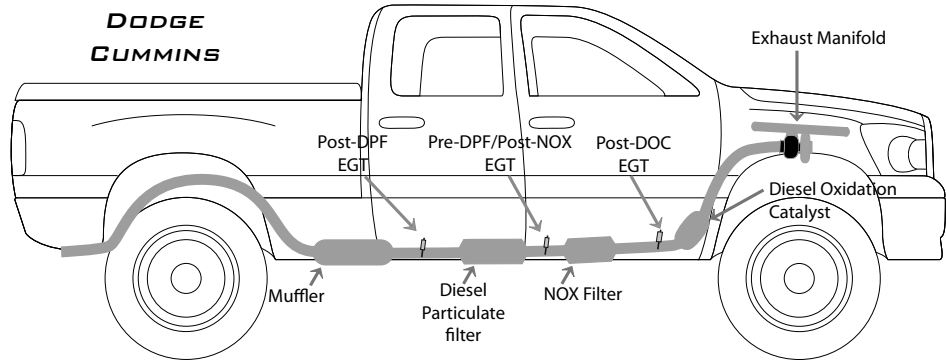 DODGE
CUMMINS
Exhaust Manifold
Post-DPF
EGT
Pre-DPF/Post-NOX
EGT
Post-DOC
EGT
Diesel Oxidation
Catalyst
Muffler
Diesel
Particulate
filter
NOX Filter